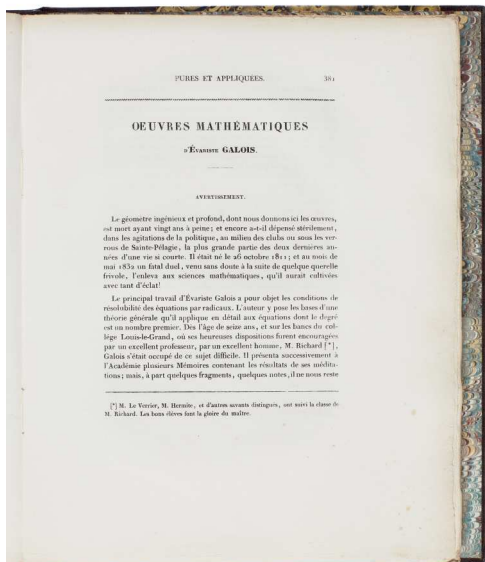 PURES ET APPLIQUÉES. 381
OEUVRES MATHÉMATIQUES
D'ÉVARISTE GALOIS.
AVERTISSEMENT.
Le géomètre ingénieux et profond, dont nous donnons ici les œuvres,
est mort ayant vingt ans à peine; et encore a-t-il dépensé stérilement,
dans les agitations de la politique, au milieu des clubs ou sous les ver-
rous de Sainte-Pélagie, la plus grande partie des deux dernières an-
nées d'une vie si courte. Il était né le 26 octobre 1811; et au mois de
mai 1832 un fatal duel, venu sans doute à la suite de quelque querelle
frivole, l'enleva aux sciences mathématiques, qu'il aurait cultivées
avec tant d'éclat!
Le principal travail d'Évariste Galois a pour objet les conditions de
résolubilité des équations par radicaux. L'auteur y pose les bases d'une
théorie générale qu'il applique en détail aux équations dont le degré
est un nombre premier. Dès l'âge de seize ans, et sur les bancs du col-
lége Louis-le-Grand, où ses heureuses dispositions furent encouragées
par un excellent professeur, par un excellent homme, M. Richard [*],
Galois s'était occupé de ce sujet difficile. Il présenta successivement à
l'Académie plusieurs Mémoires contenant les résultats de ses médita-
tions; mais, à part quelques fragments, quelques notes, il ne nous reste
[*] M. Le Verrier, M. Hermite, et d'autres savants distingués, ont suivi la classe de
M. Richard. Les bons élèves font la gloire du maître.